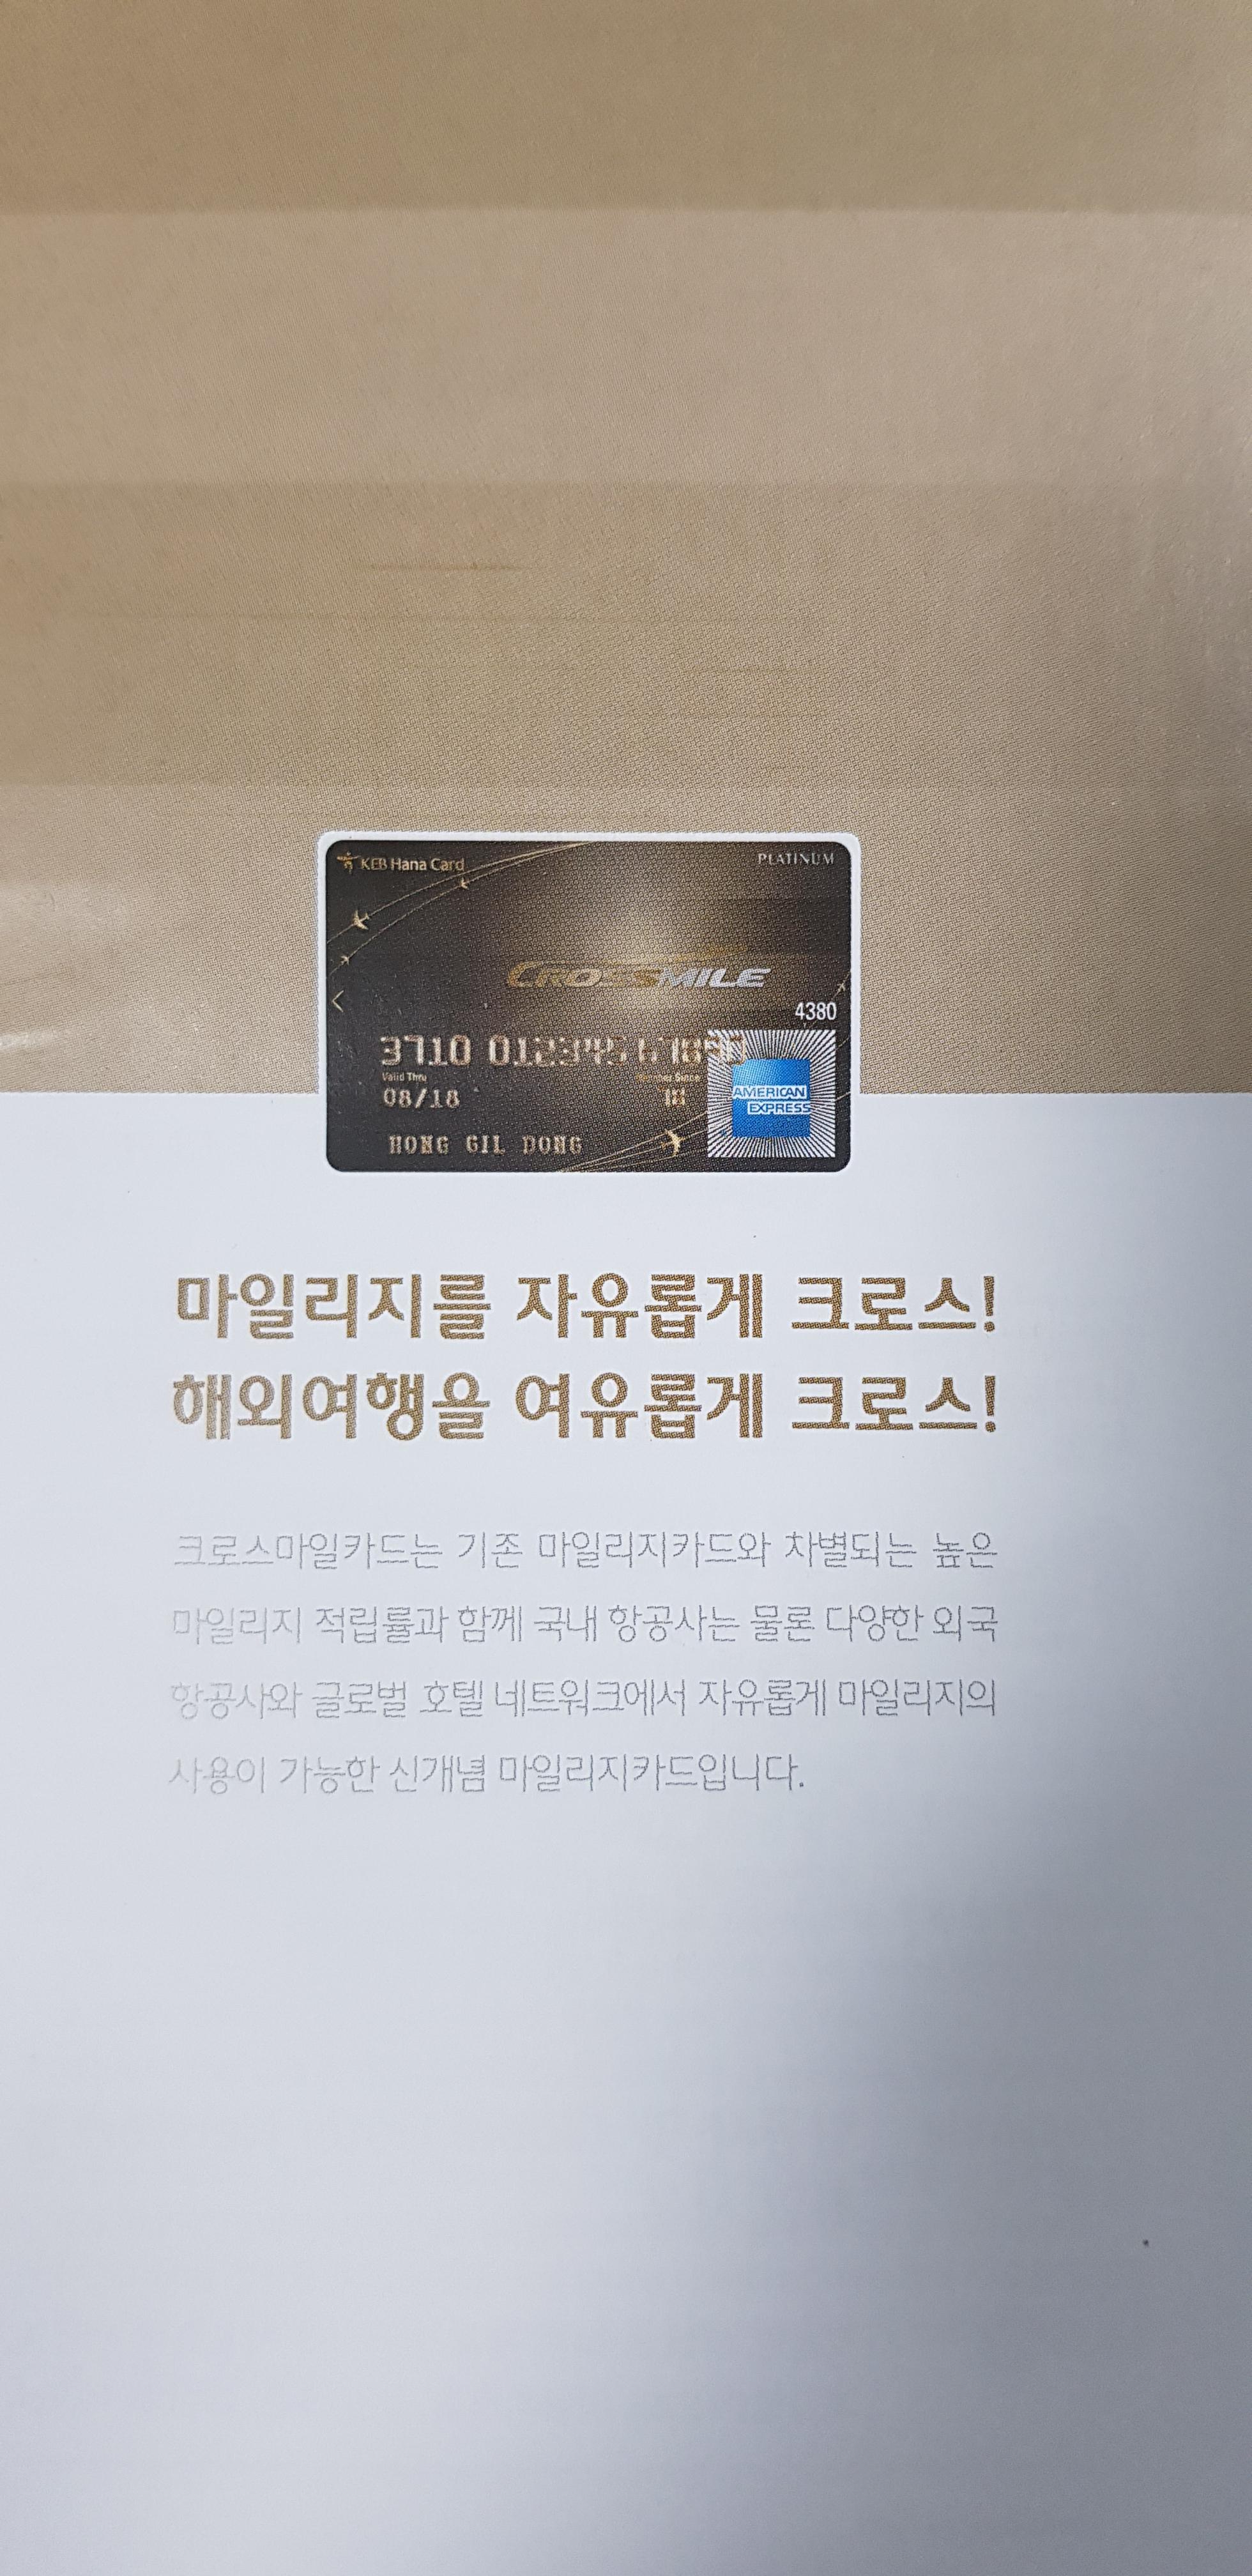 KEB Hana Card
PLATINUM
CROSSMILE
4380
3710 012345 67890
Valid Thru
Member Since
08/18
AMERICAN
EXPRESS
HONG GIL DONG
마일리지를 자유롭게 크로스!
해외여행을 여유롭게 크로스!
크로스마일카드는 기존 마일리지카드와 차별되는 높은
마일리지 적립률과 함께 국내 항공사는 물론 다양한 외국
항공사와 글로벌 호텔 네트워크에서 자유롭게 마일리지의
사용이 가능한 신개념 마일리지카드입니다.